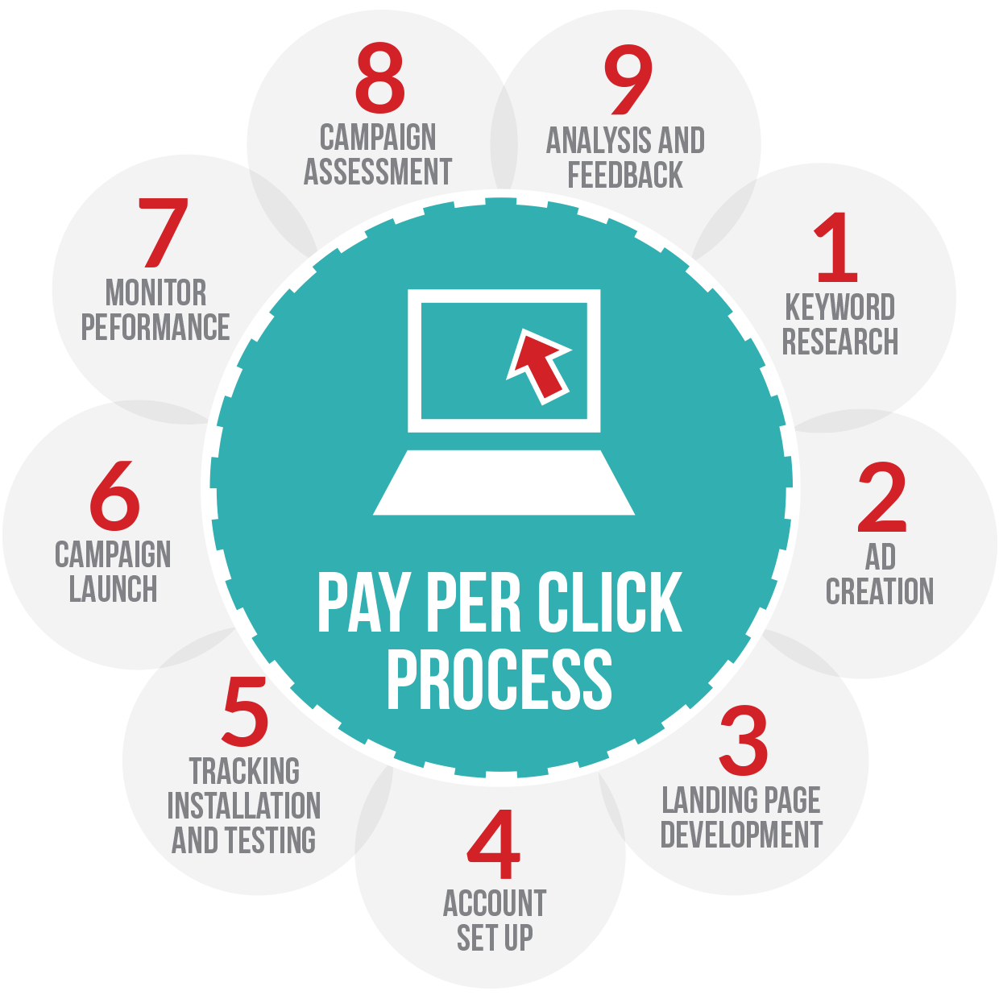 PAY PER CLICK
PROCESS
1
KEYWORD
RESEARCH
2
AD
CREATION
3
LANDING PAGE
DEVELOPMENT
4
ACCOUNT
SET UP
5
TRACKING
INSTALLATION
AND TESTING
6
CAMPAIGN
LAUNCH
7
MONITOR
PEFORMANCE
8
CAMPAIGN
ASSESSMENT
9
ANALYSIS AND
FEEDBACK